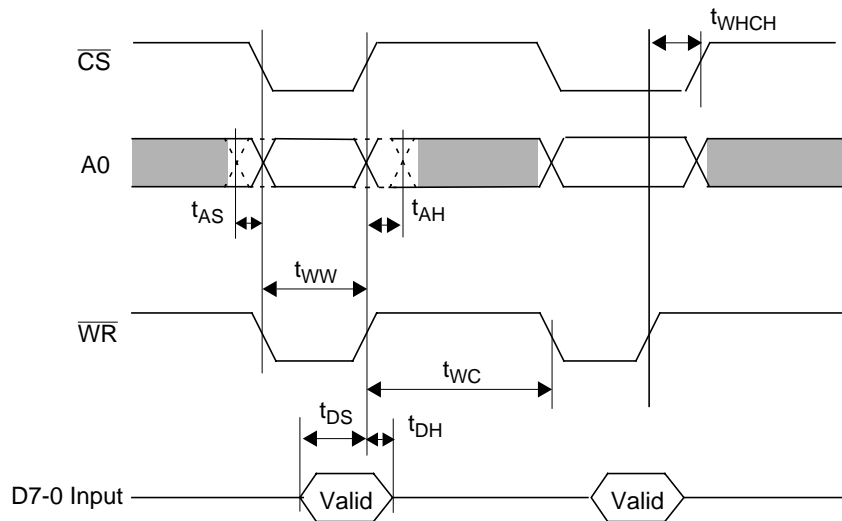 tWHCH
CS
A0
tAS
tAH
tWW
WR
tWC
tDS
tDH
D7-0 Input
Valid
Valid